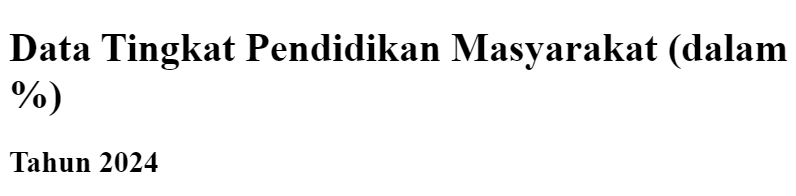 Data Tingkat Pendidikan Masyarakat (dalam
%)
Tahun 2024